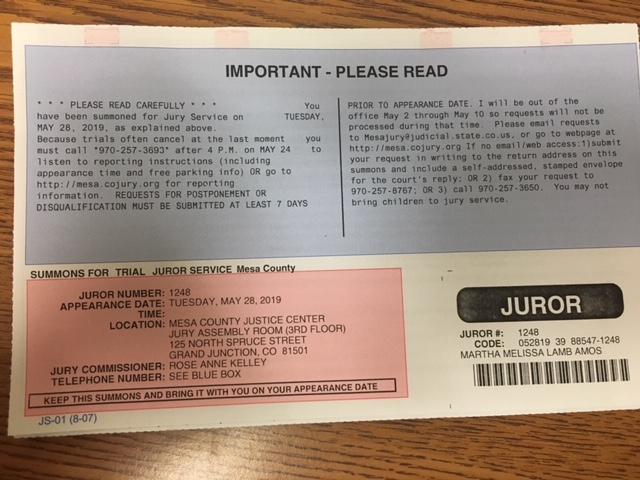 IMPORTANT - PLEASE READ
* * * PLEASE READ CAREFULLY * * * You
have been summoned for Jury Service on TUESDAY,
MAY 28, 2019, as explained above.
Because trials often cancel at the last moment you
must call "970-257-3693" after 4 P.M. on MAY 24 to
listen to reporting instructions (including
appearance time and free parking info) OR go to
http://mesa.cojury.org for reporting
information. REQUESTS FOR POSTPONEMENT OR
DISQUALIFICATION MUST BE SUBMITTED AT LEAST 7 DAYS
PRIOR TO APPEARANCE DATE. I will be out of the
office May 2 through May 10 so requests will not be
processed during that time. Please email requests
to Mesajury@judicial.state.co.us, or go to webpage at
http://mesa.cojury.org If no email/web access:1)submit
your request in writing to the return address on this
summons and include a self-addressed, stamped envelope
for the court's reply; OR 2) fax your request to
970-257-8767; OR 3) call 970-257-3650. You may not
bring children to jury service.
SUMMONS FOR TRIAL JUROR SERVICE Mesa County
JUROR NUMBER: 1248
APPEARANCE DATE: TUESDAY, MAY 28, 2019
TIME:
LOCATION: MESA COUNTY JUSTICE CENTER
JURY ASSEMBLY ROOM (3RD FLOOR)
125 NORTH SPRUCE STREET
GRAND JUNCTION, CO 81501
JURY COMMISSIONER: ROSE ANNE KELLEY
TELEPHONE NUMBER: SEE BLUE BOX
KEEP THIS SUMMONS AND BRING IT WITH YOU ON YOUR APPEARANCE DATE
JS-01 (8-07)
JUROR
JUROR #: 1248
CODE: 052819 39 88547-1248
MARTHA MELISSA LAMB AMOS